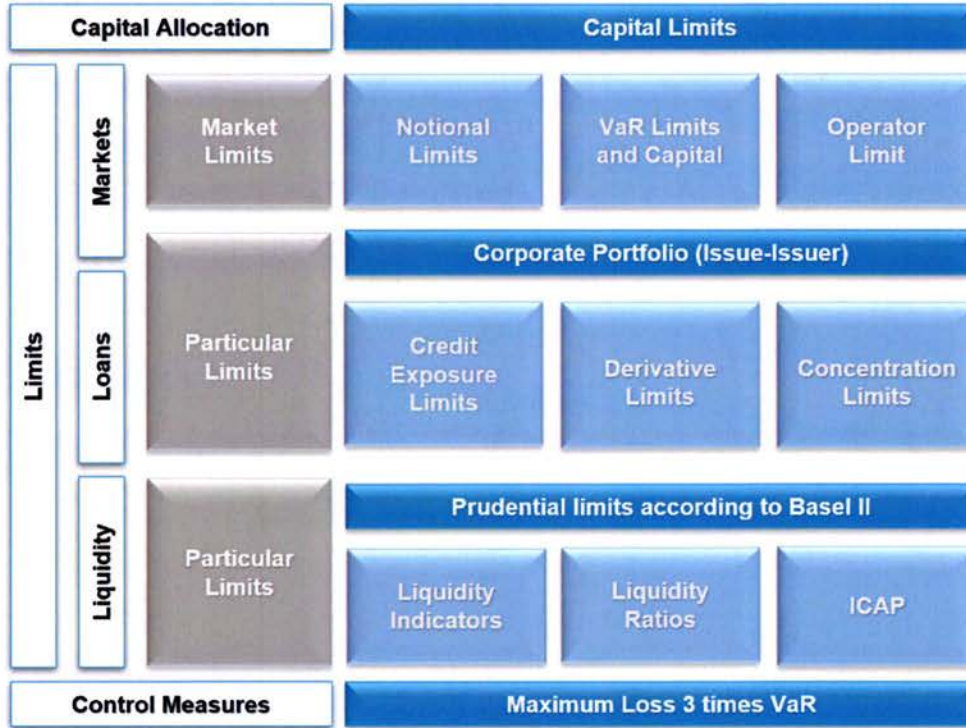 Capital Allocation
Capital Limits
Limits
Markets
Market
Limits
Notional
Limits
VaR Limits
and Capital
Operator
Limit
Loans
Particular
Limits
Corporate Portfolio (Issue-Issuer)
Credit
Exposure
Limits
Derivative
Limits
Concentration
Limits
Liquidity
Particular
Limits
Prudential limits according to Basel II
Liquidity
Indicators
Liquidity
Ratios
ICAP
Control Measures
Maximum Loss 3 times VaR